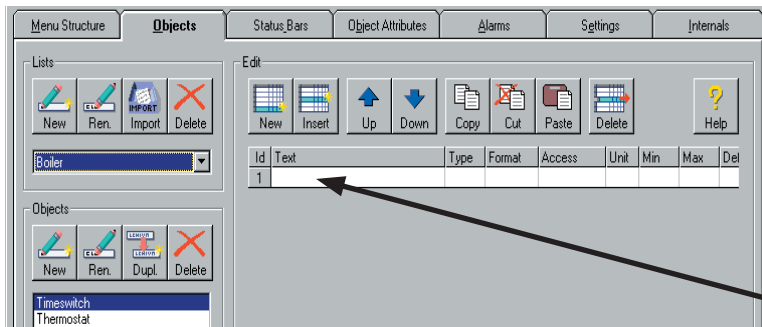 Menu Structure Objects Status Bars Object Attributes Alarms Settings Internals
Lists
New Ren. Import Delete
IMPORT
Boiler
Edit
New Insert Up Down Copy Cut Paste Delete Help
Id Text Type Format Access Unit Min Max Del
1
Objects
New Ren. Dupl. Delete
Timeswitch
Thermostat